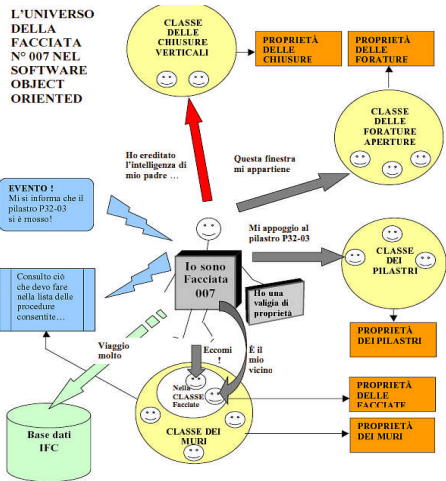 L'UNIVERSO
DELLA
FACCIATA
N° 007 NEL
SOFTWARE
OBJECT
ORIENTED
CLASSE
DELLE
CHIUSURE
VERTICALI
PROPRIETÀ
DELLE
CHIUSURE
PROPRIETÀ
DELLE
FORATURE
CLASSE
DELLE
FORATURE
APERTURE
Ho ereditato
l'intelligenza di
mio padre …
Questa finestra
mi appartiene
EVENTO !
Mi si informa che il
pilastro P32-03
si è mosso!
Mi appoggio al
pilastro P32-03
CLASSE
DEI
PILASTRI
Io sono
Facciata
007
Consulto ciò
che devo fare
nella lista delle
procedure
consentite…
Ho una
valigia di
proprietà
PROPRIETÀ
DEI PILASTRI
Viaggio
molto
Eccomi
!
È il
mio
vicino
Nella
CLASSE
Facciate
PROPRIETÀ
DELLE
FACCIATE
CLASSE DEI
MURI
PROPRIETÀ
DEI MURI
Base dati
IFC